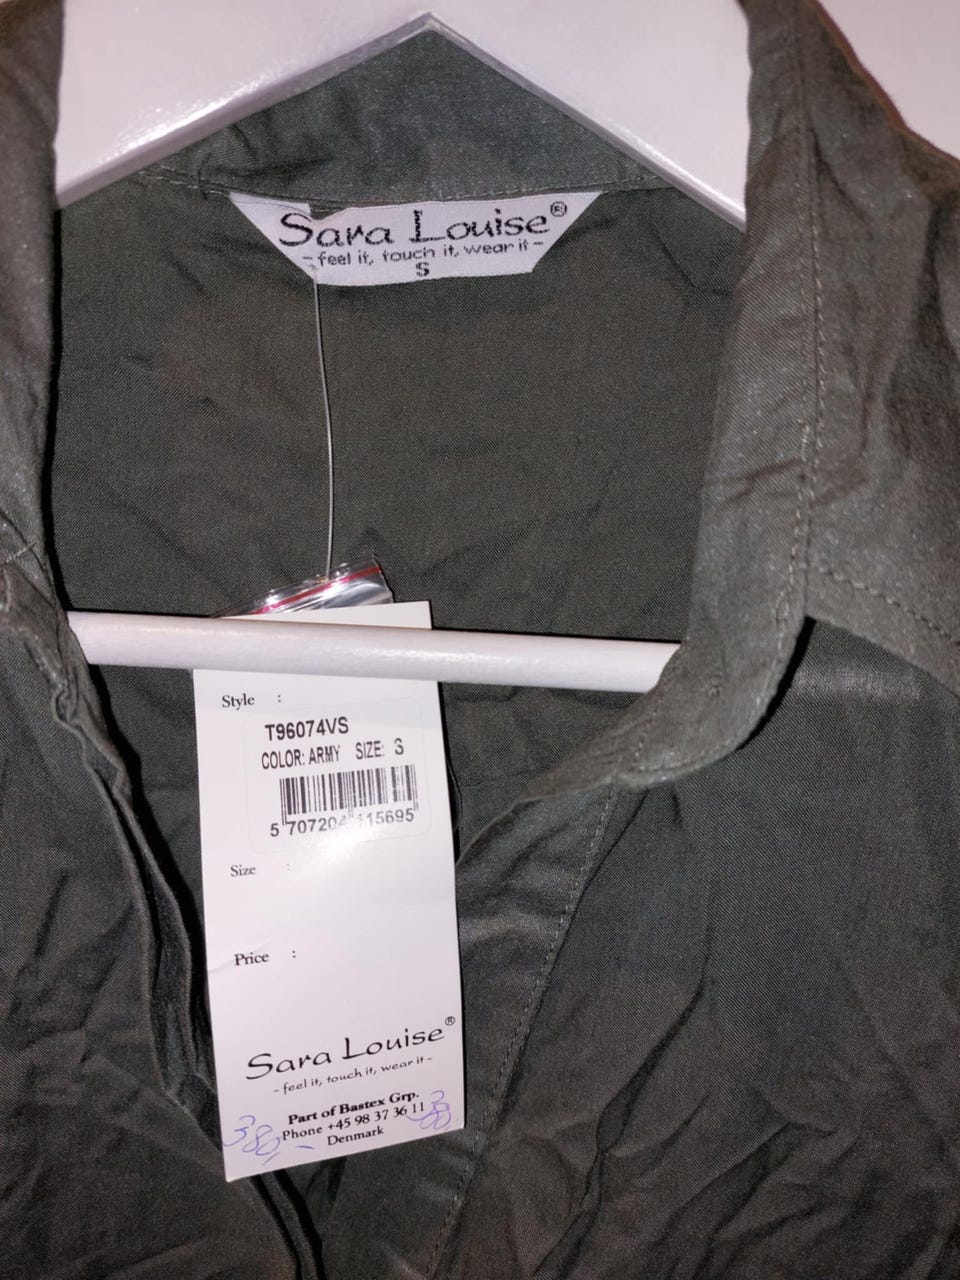 Sara Louise®
- feel it, touch it, wear it -
S
Style :
T96074VS
COLOR: ARMY SIZE: S
5 707204 115695
Size :
Price :
Sara Louise®
- feel it, touch it, wear it -
Part of Bastex Grp.
Phone +45 98 37 36 11
Denmark
380,-